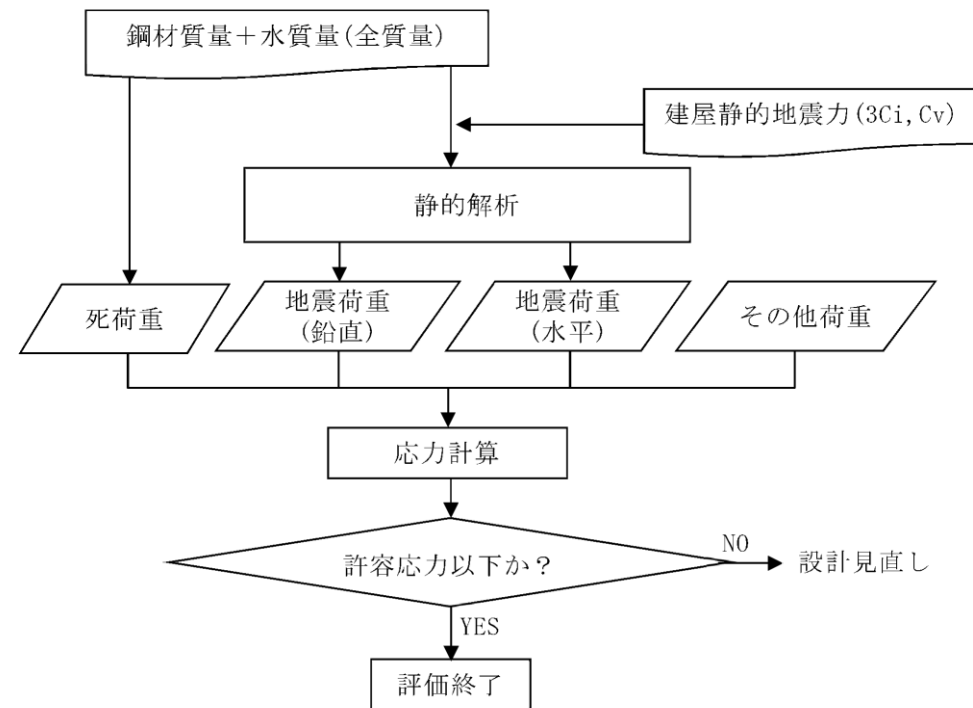 鋼材質量＋水質量(全質量)
建屋静的地震力(3Ci,Cv)
静的解析
死荷重
地震荷重
(鉛直)
地震荷重
(水平)
その他荷重
応力計算
許容応力以下か？
NO
設計見直し
YES
評価終了